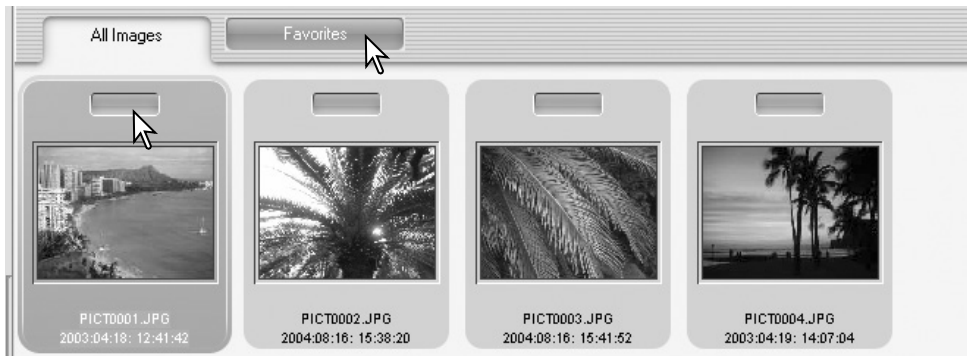 All Images
Favorites
PICT0001.JPG
2003:04:18: 12:41:42
PICT0002.JPG
2004:08:16: 15:38:20
PICT0003.JPG
2004:08:16: 15:41:52
PICT0004.JPG
2003:04:19: 14:07:04